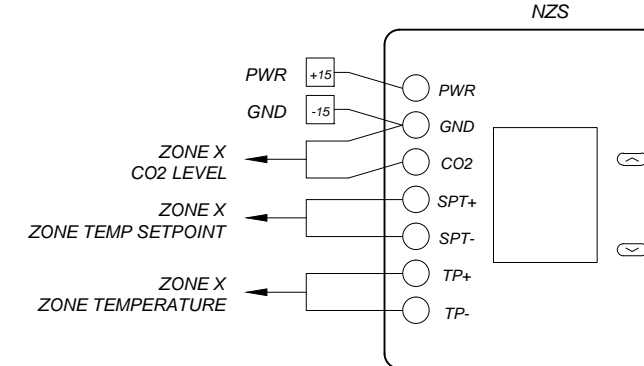 NZS
PWR +15 PWR
GND -15 GND
ZONE X
CO2 LEVEL
CO2
ZONE X
ZONE TEMP SETPOINT
SPT+
SPT-
ZONE X
ZONE TEMPERATURE
TP+
TP-